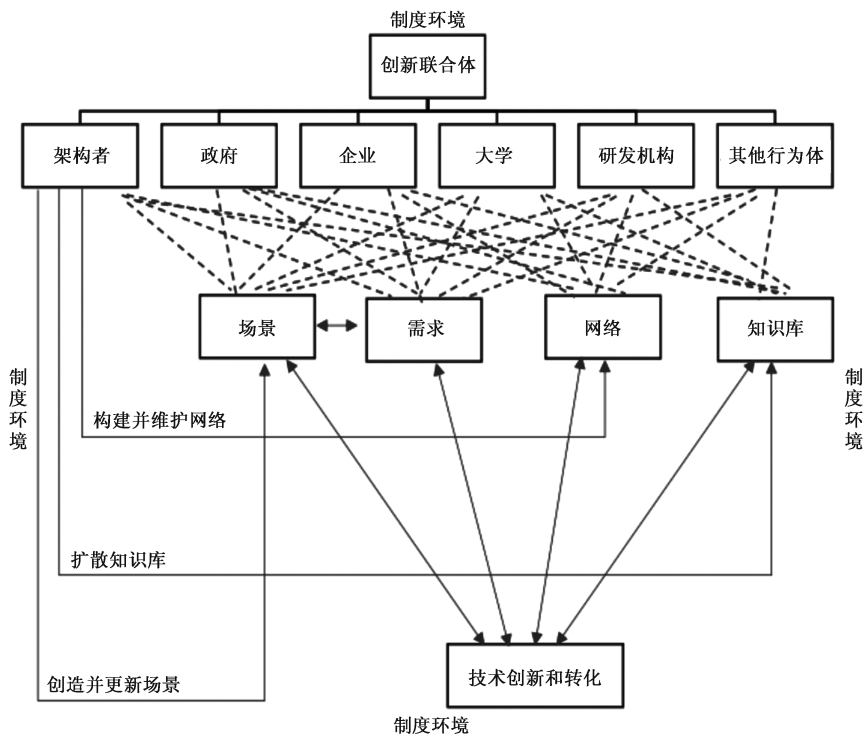 制度环境
创新联合体
架构者
政府
企业
大学
研发机构
其他行为体
场景
需求
网络
知识库
制度环境
制度环境
构建并维护网络
扩散知识库
创造并更新场景
技术创新和转化
制度环境